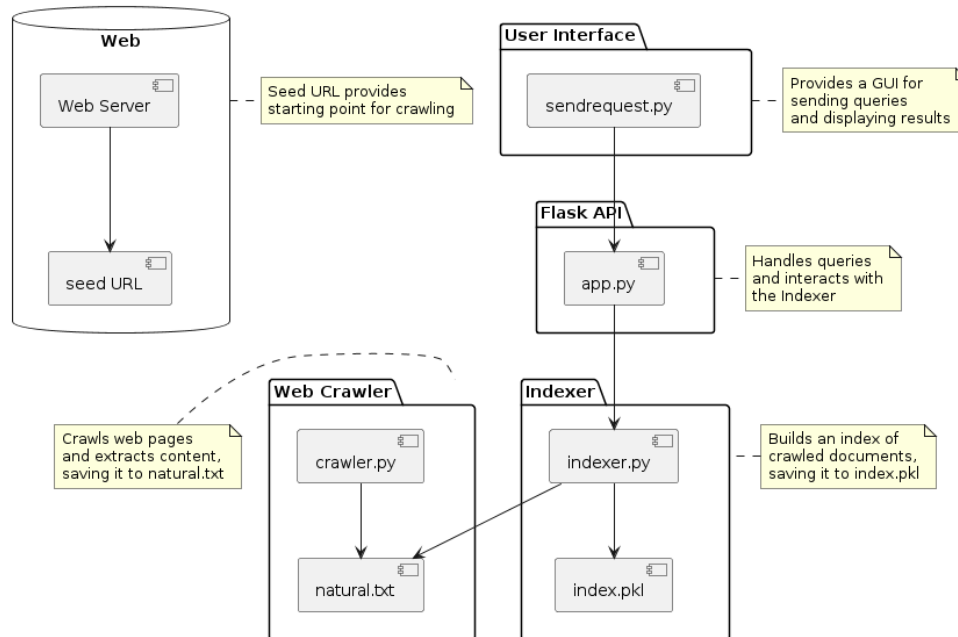 Web
Web Server
Seed URL provides
starting point for crawling
seed URL
User Interface
sendrequest.py
Provides a GUI for
sending queries
and displaying results
Flask API
app.py
Handles queries
and interacts with
the Indexer
Web Crawler
crawler.py
natural.txt
Crawls web pages
and extracts content,
saving it to natural.txt
Indexer
indexer.py
index.pkl
Builds an index of
crawled documents,
saving it to index.pkl